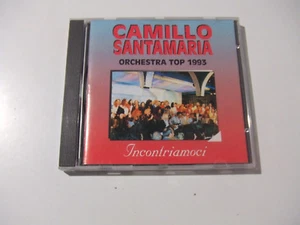 CAMILLO
SANTAMARIA
ORCHESTRA TOP 1993
Incontriamoci